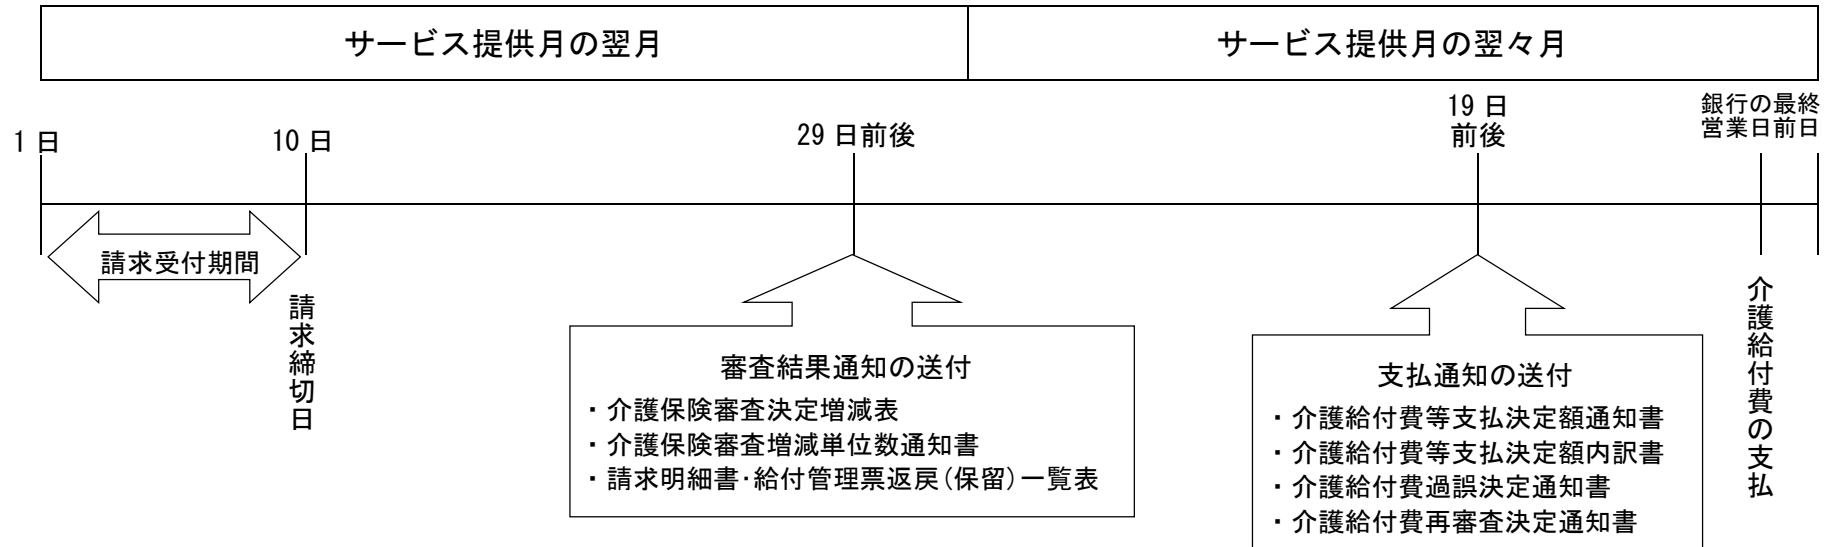 サービス提供月の翌月
サービス提供月の翌々月
1日
10日
29日前後
19日
前後
銀行の最終
営業日前日
請求受付期間
請求締切日
審査結果通知の送付
・介護保険審査決定増減表
・介護保険審査増減単位数通知書
・請求明細書・給付管理票返戻(保留)一覧表
支払通知の送付
・介護給付費等支払決定額通知書
・介護給付費等支払決定額内訳書
・介護給付費過誤決定通知書
・介護給付費再審査決定通知書
介護給付費の支払